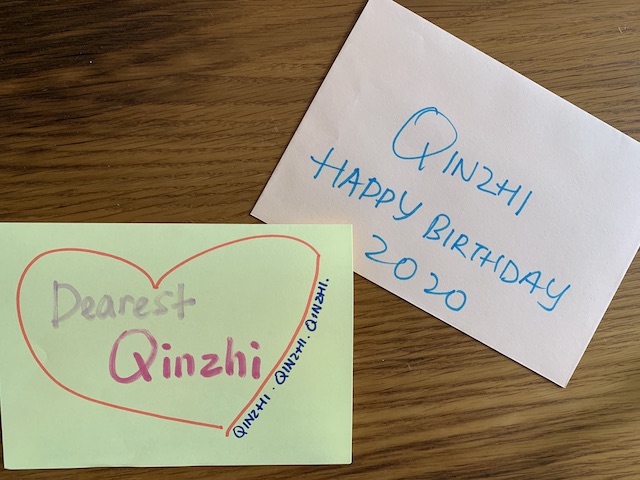 QINZHI
HAPPY BIRTHDAY
2020
Dearest
Qinzhi
QINZHI. QINZHI. QINZHI.